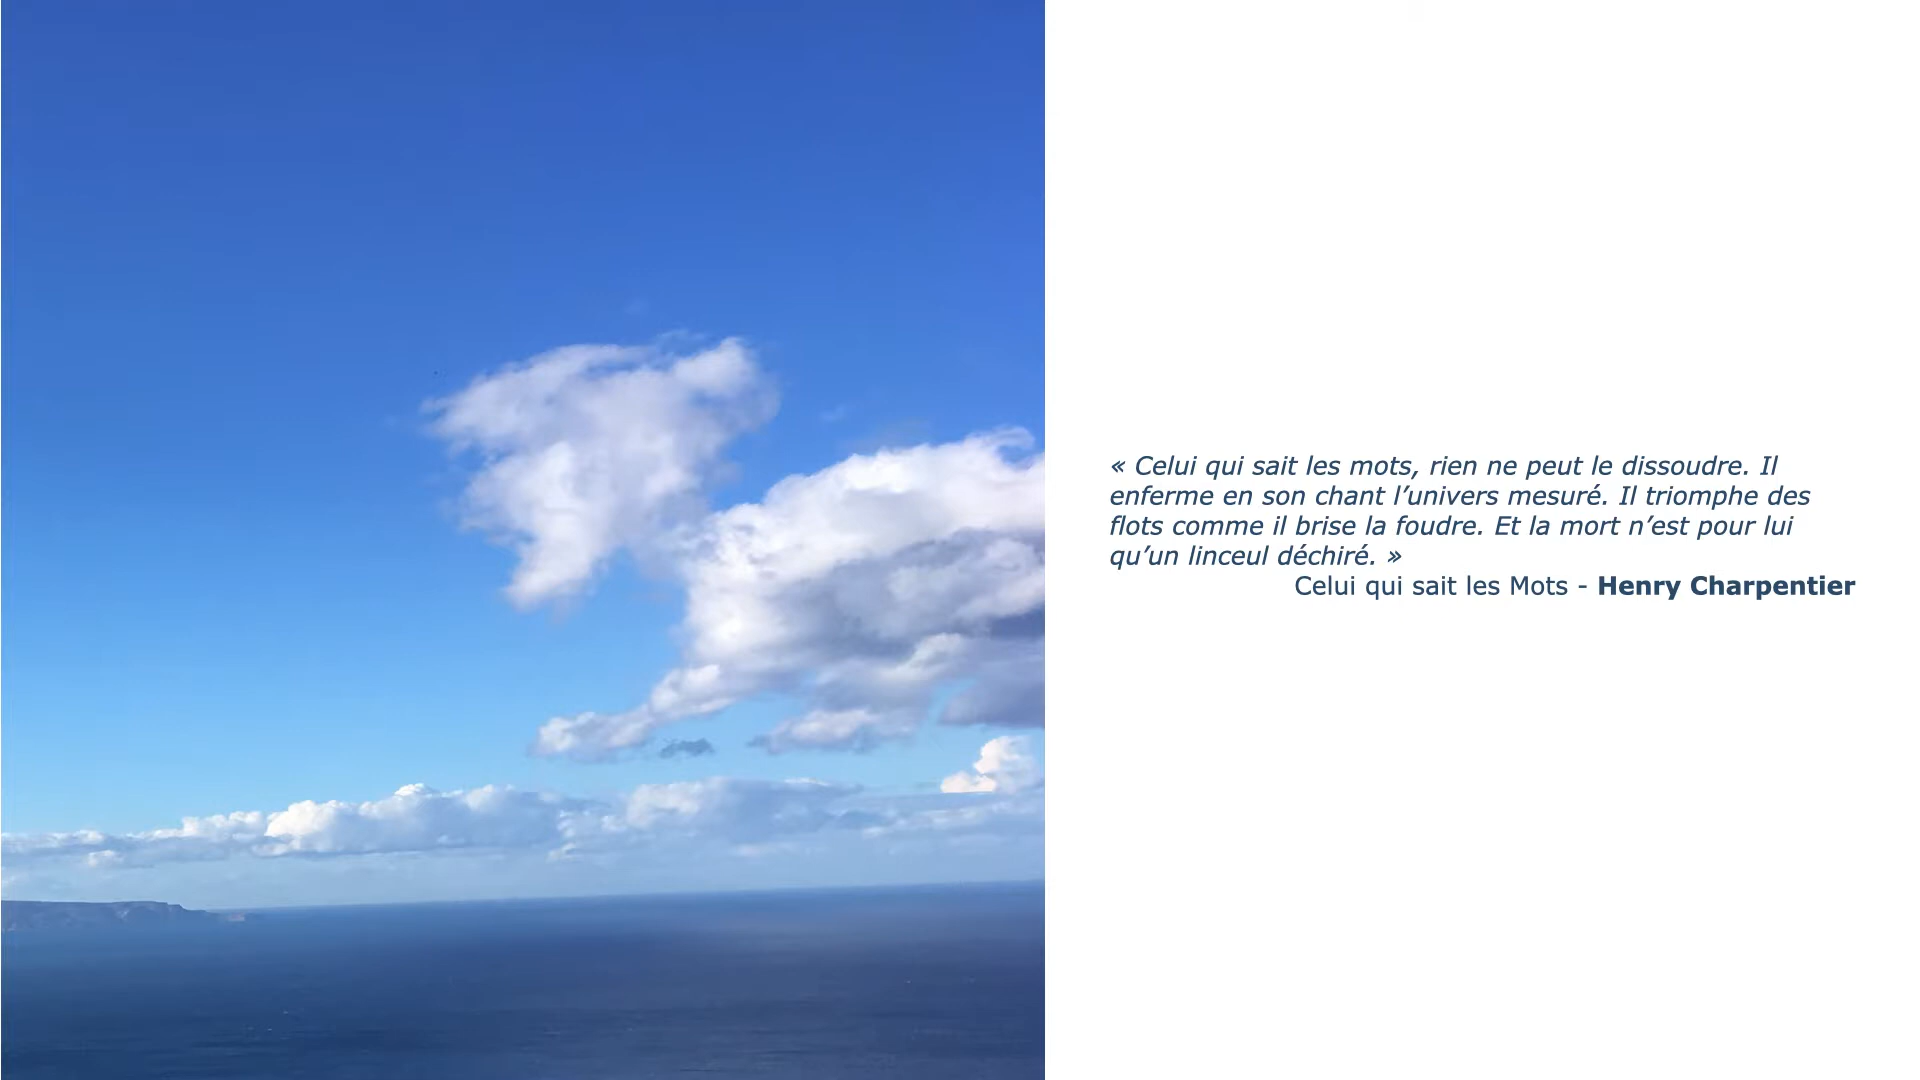 « Celui qui sait les mots, rien ne peut le dissoudre. Il
enferme en son chant l’univers mesuré. Il triomphe des
flots comme il brise la foudre. Et la mort n’est pour lui
qu’un linceul déchiré. »
Celui qui sait les Mots - Henry Charpentier